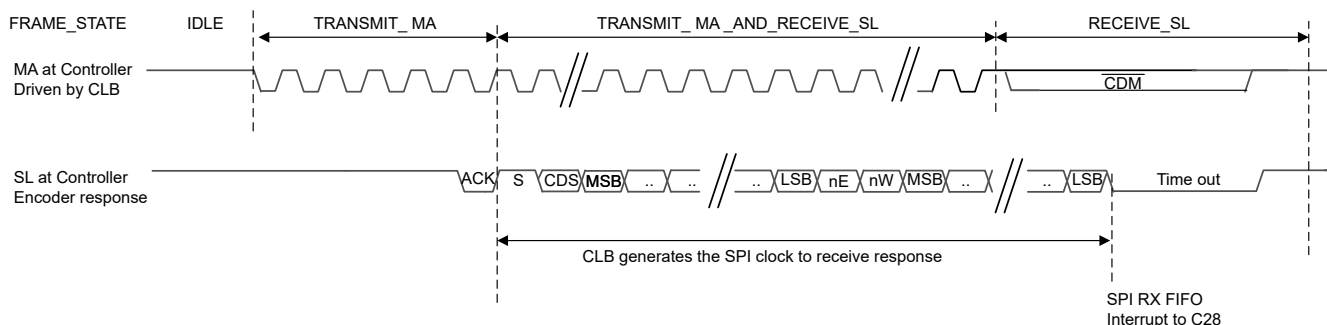 FRAME_STATE IDLE TRANSMIT_ MA TRANSMIT_MA _AND_RECEIVE_SL RECEIVE_SL
MA at Controller
Driven by CLB
CDM
SL at Controller
Encoder response
ACK S CDS MSB .. .. .. LSB nE nW MSB .. .. LSB Time out
CLB generates the SPI clock to receive response
SPI RX FIFO
Interrupt to C28